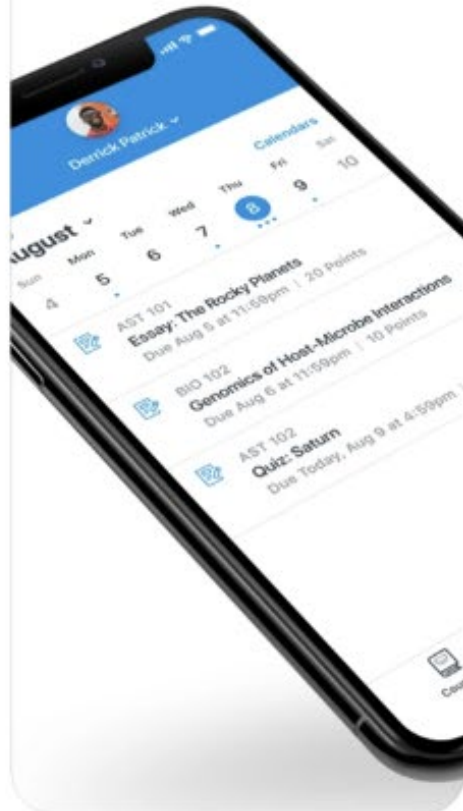 Derrick Patrick
Calendars
August
Sun Mon Tue Wed Thu Fri Sat
4 5 6 7 8 9 10
AST 101
Essay: The Rocky Planets
Due Aug 5 at 11:59pm | 20 Points
BIO 102
Genomics of Host-Microbe Interactions
Due Aug 6 at 11:59pm | 10 Points
AST 102
Quiz: Saturn
Due Today, Aug 9 at 4:59pm |
Cou